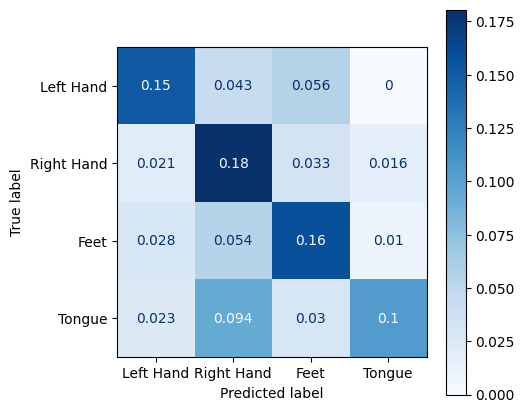 0.175
0.150
0.125
0.100
0.075
0.050
0.025
0.000
True label
Left Hand
0.15 0.043 0.056 0
Right Hand
0.021 0.18 0.033 0.016
Feet
0.028 0.054 0.16 0.01
Tongue
0.023 0.094 0.03 0.1
Left Hand Right Hand Feet Tongue
Predicted label